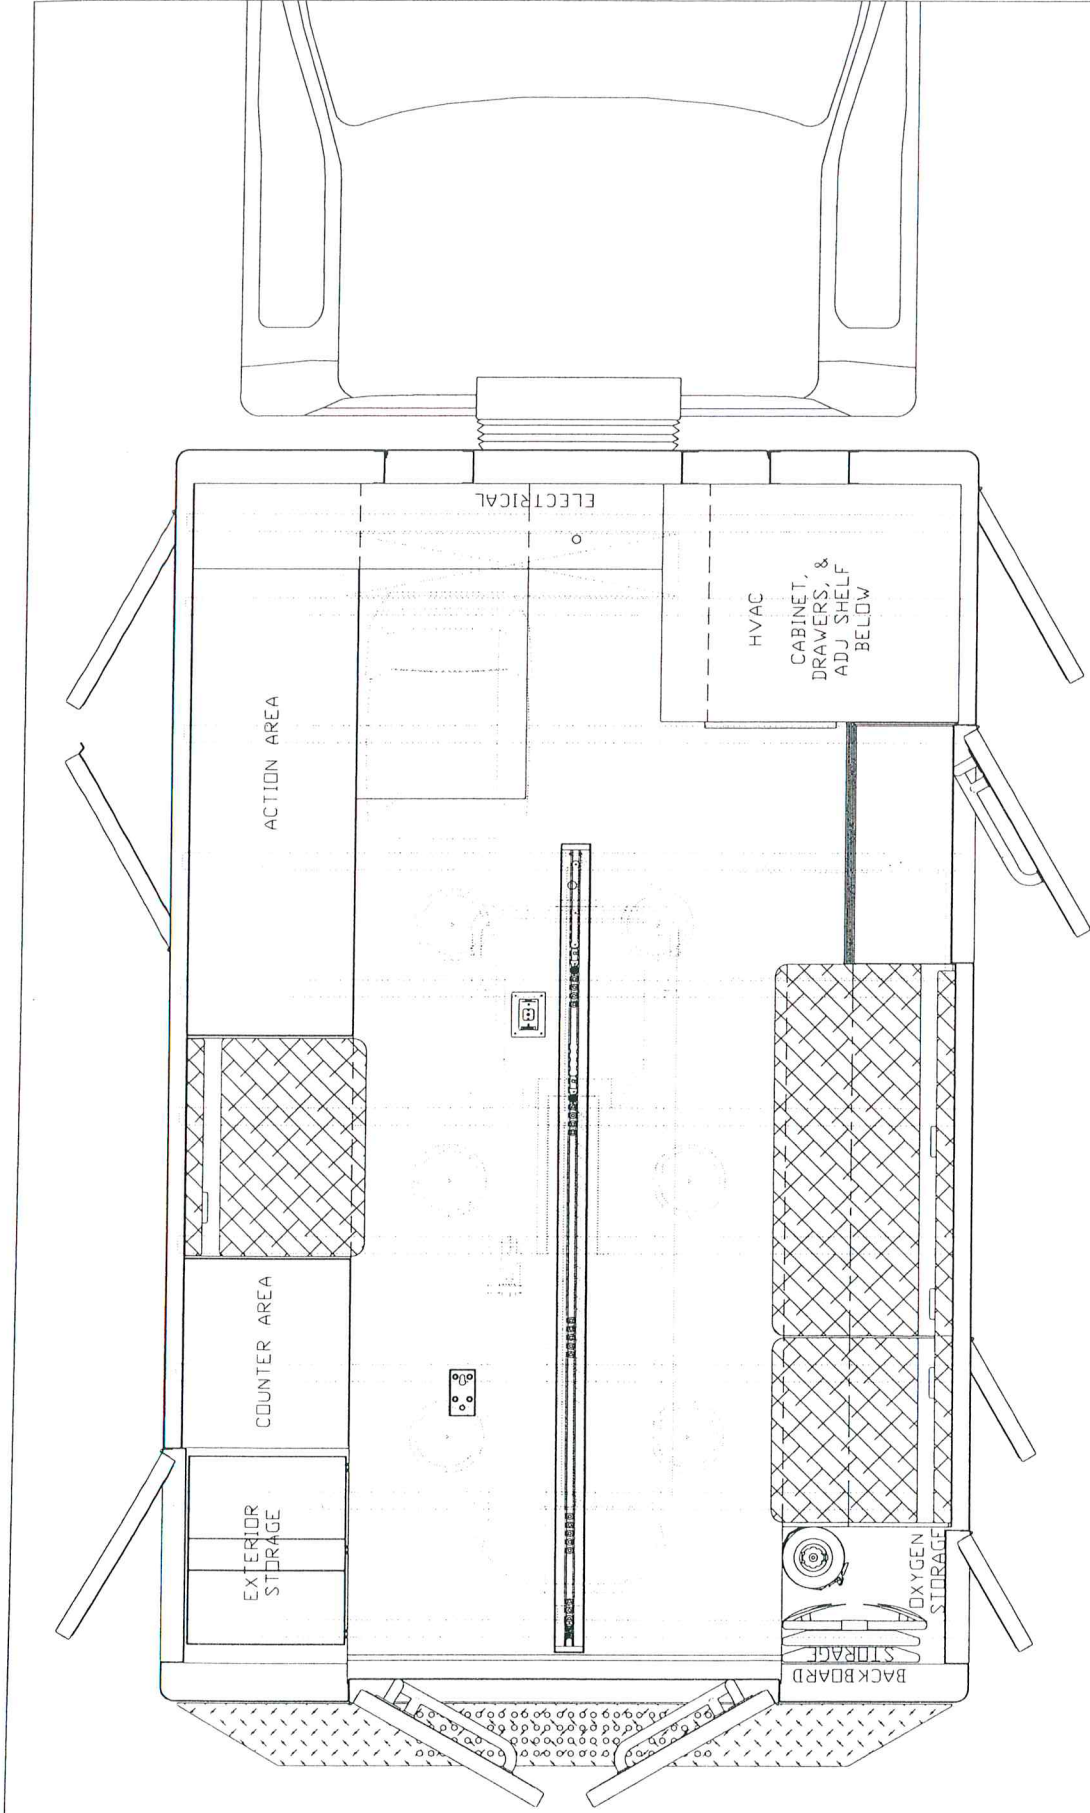 ELECTRICAL
HVAC
CABINET,
DRAWERS, &
ADJ SHELF
BELOW
ACTION AREA
COUNTER AREA
EXTERIOR
STORAGE
OXYGEN
STORAGE
BACKBOARD
STORAGE